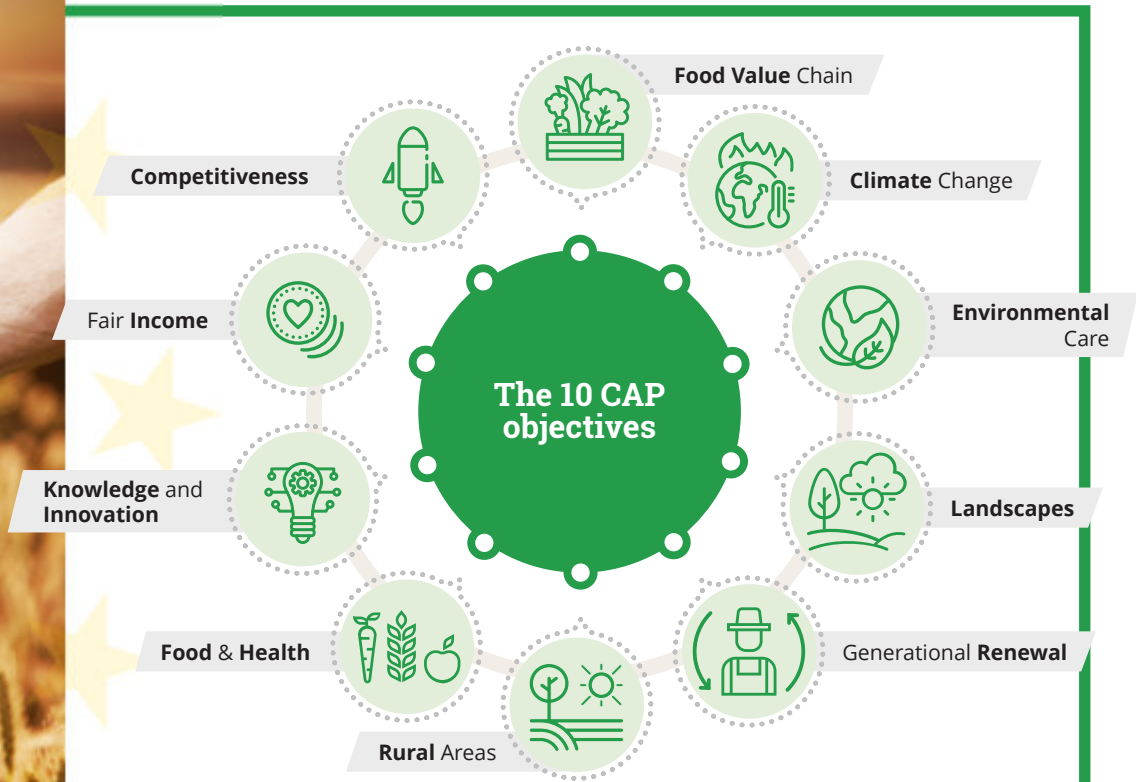 Food Value Chain
Competitiveness
Climate Change
Fair Income
Environmental
Care
The 10 CAP
objectives
Knowledge and
Innovation
Landscapes
Food & Health
Generational Renewal
Rural Areas